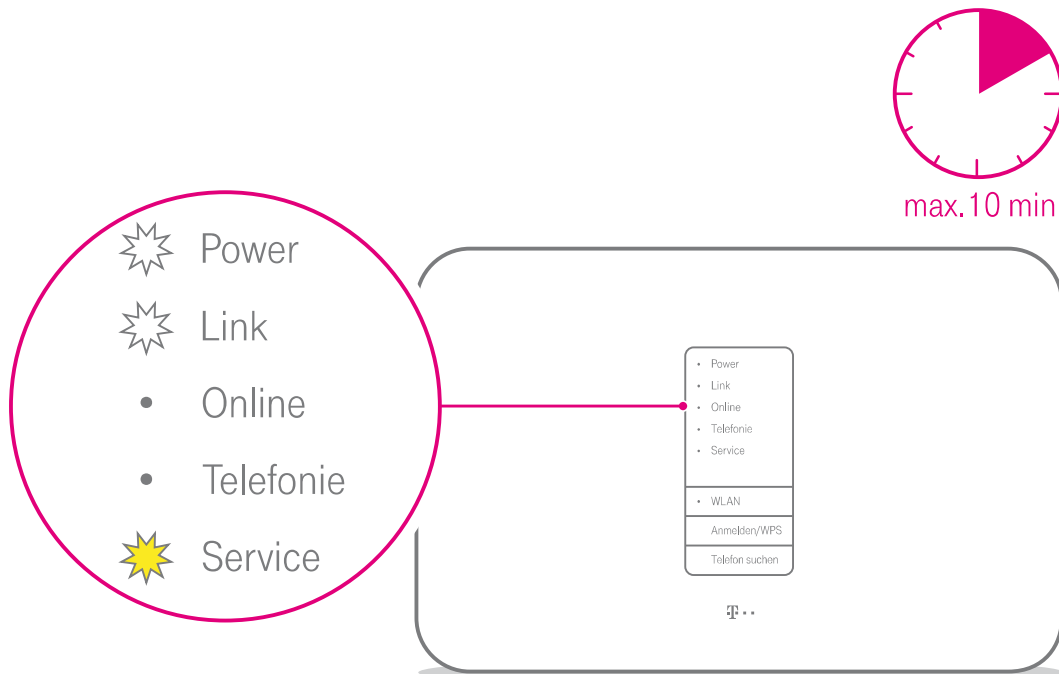 max. 10 min
Power
Link
Online
Telefonie
Service
Power
Link
Online
Telefonie
Service
WLAN
Anmelden/WPS
Telefon suchen
T